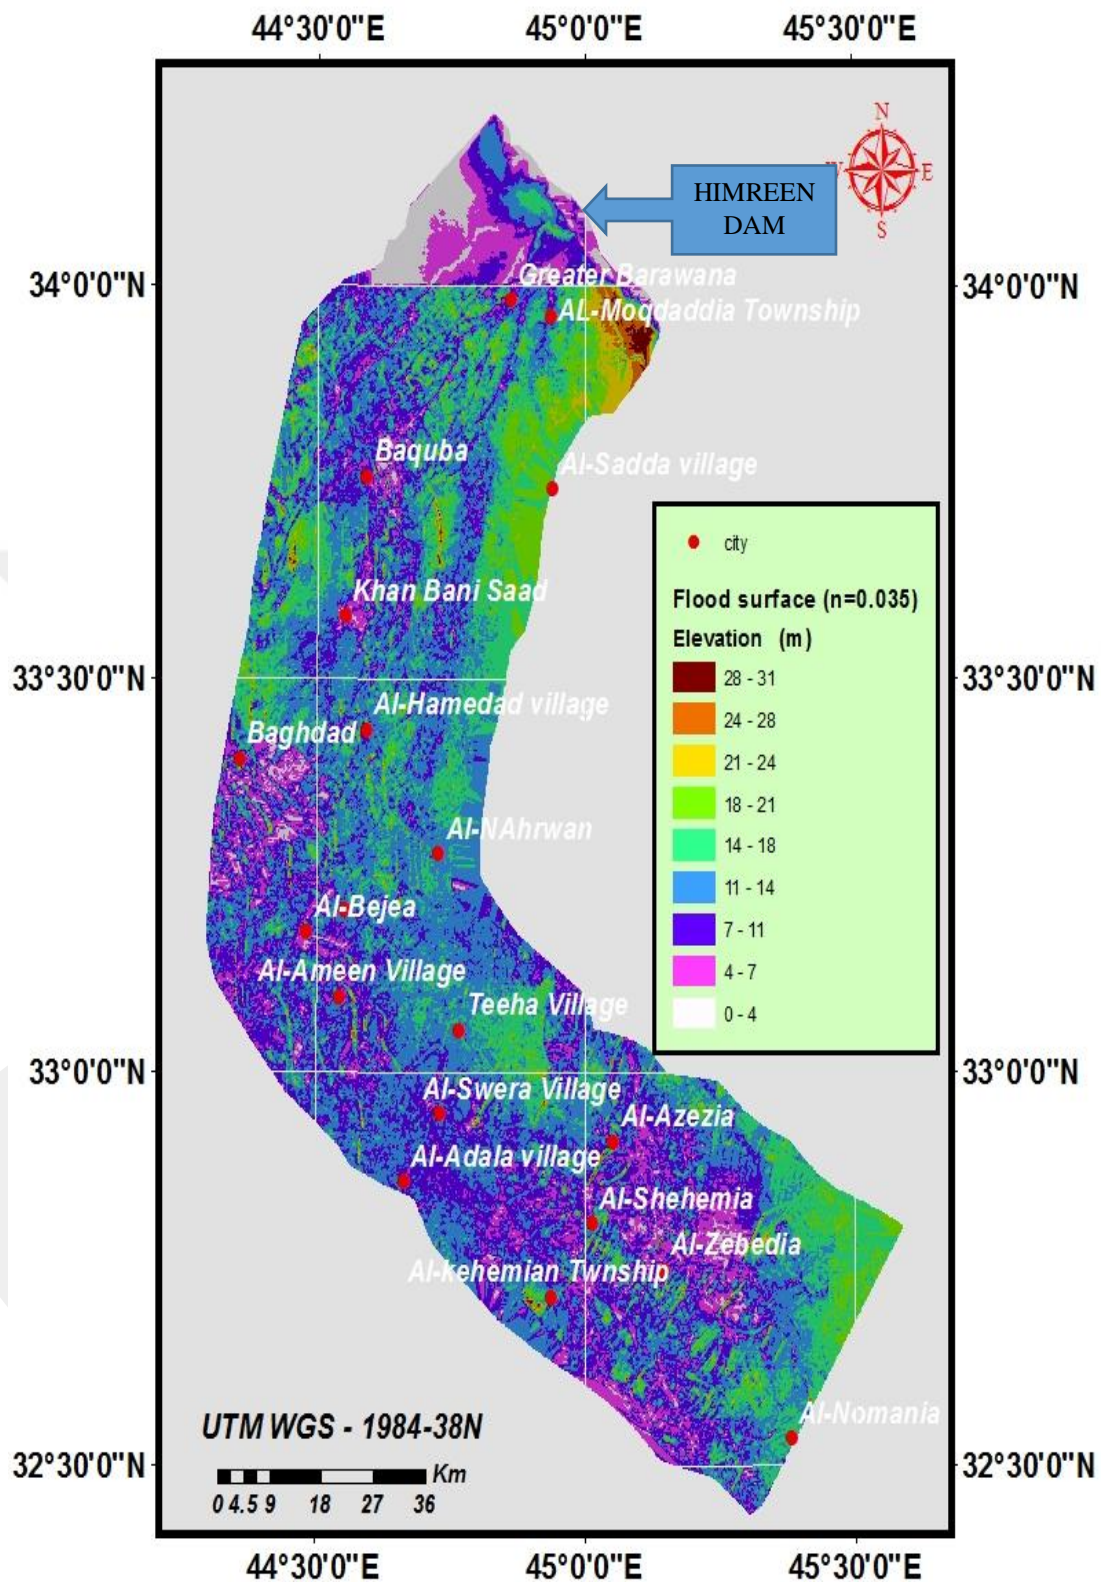 44°30'0"E 45°0'0"E 45°30'0"E
N
W E
S
HIMREEN
DAM
34°0'0"N 34°0'0"N
Greater Barawana
AL-Moqdaddia Township
Baquba
Al-Sadda village
city
Khan Bani Saad
Flood surface (n=0.035)
Elevation (m)
28 - 31
33°30'0"N 33°30'0"N
24 - 28
Al-Hamedad village
Baghdad
21 - 24
18 - 21
Al-NAhrwan
14 - 18
11 - 14
Al-Bejea
7 - 11
Al-Ameen Village
4 - 7
Teeha Village
0 - 4
33°0'0"N 33°0'0"N
Al-Swera Village
Al-Azezia
Al-Adala village
Al-Shehemia
Al-Zebedia
Al-kehemian Twnship
Al-Nomania
UTM WGS - 1984-38N
32°30'0"N 32°30'0"N
Km
0 4.5 9 18 27 36
44°30'0"E 45°0'0"E 45°30'0"E